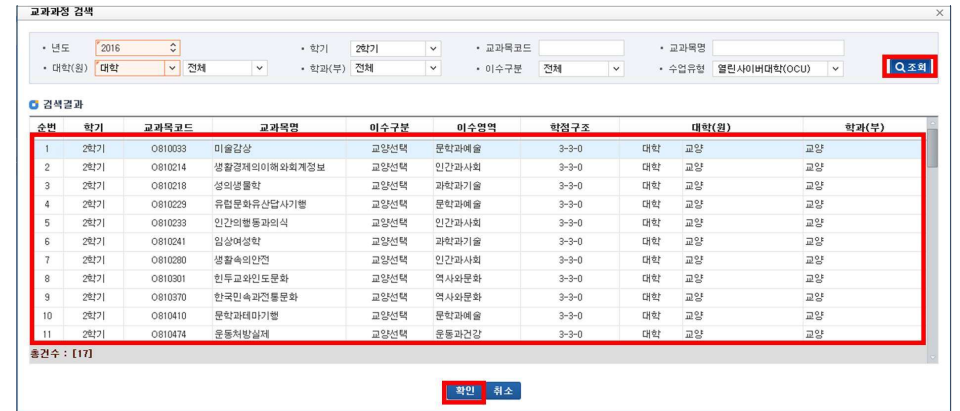 교과과정 검색
• 년도 2016 • 학기 2학기 • 교과목코드 • 교과목명
• 대학(원) 대학 전체 • 학과(부) 전체 • 이수구분 전체 • 수업유형 열린사이버대학(OCU) 조회
검색결과
순번 학기 교과목코드 교과목명 이수구분 이수영역 학점구조 대학(원) 학과(부)
1 2학기 O810033 미술감상 교양선택 문학과예술 3-3-0 대학 교양 교양
2 2학기 O810214 생활경제의이해와회계정보 교양선택 인간과사회 3-3-0 대학 교양 교양
3 2학기 O810218 성의생물학 교양선택 과학과기술 3-3-0 대학 교양 교양
4 2학기 O810229 유럽문화유산답사기행 교양선택 문학과예술 3-3-0 대학 교양 교양
5 2학기 O810233 인간의행동과의식 교양선택 인간과사회 3-3-0 대학 교양 교양
6 2학기 O810241 임상여성학 교양선택 과학과기술 3-3-0 대학 교양 교양
7 2학기 O810280 생활속의안전 교양선택 인간과사회 3-3-0 대학 교양 교양
8 2학기 O810301 힌두교와인도문화 교양선택 역사와문화 3-3-0 대학 교양 교양
9 2학기 O810370 한국민속과전통문화 교양선택 역사와문화 3-3-0 대학 교양 교양
10 2학기 O810410 문학과테마기행 교양선택 문학과예술 3-3-0 대학 교양 교양
11 2학기 O810474 운동처방실제 교양선택 운동과건강 3-3-0 대학 교양 교양
총건수 : [17]
확인 취소